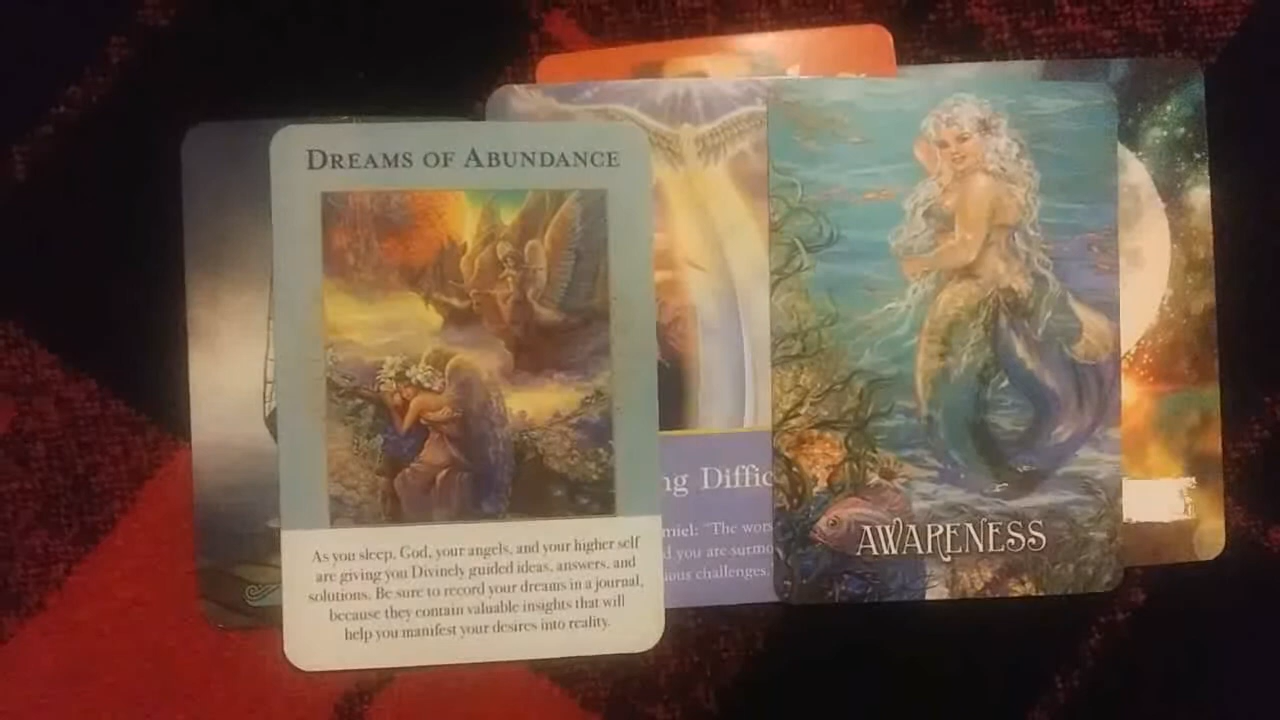 DREAMS OF ABUNDANCE
As you sleep, God, your angels, and your higher self
are giving you Divinely guided ideas, answers, and
solutions. Be sure to record your dreams in a journal,
because they contain valuable insights that will
help you manifest your desires into reality.
ng Diffic
miel: "The wors
d you are surmo
ious challenges.
AWARENESS